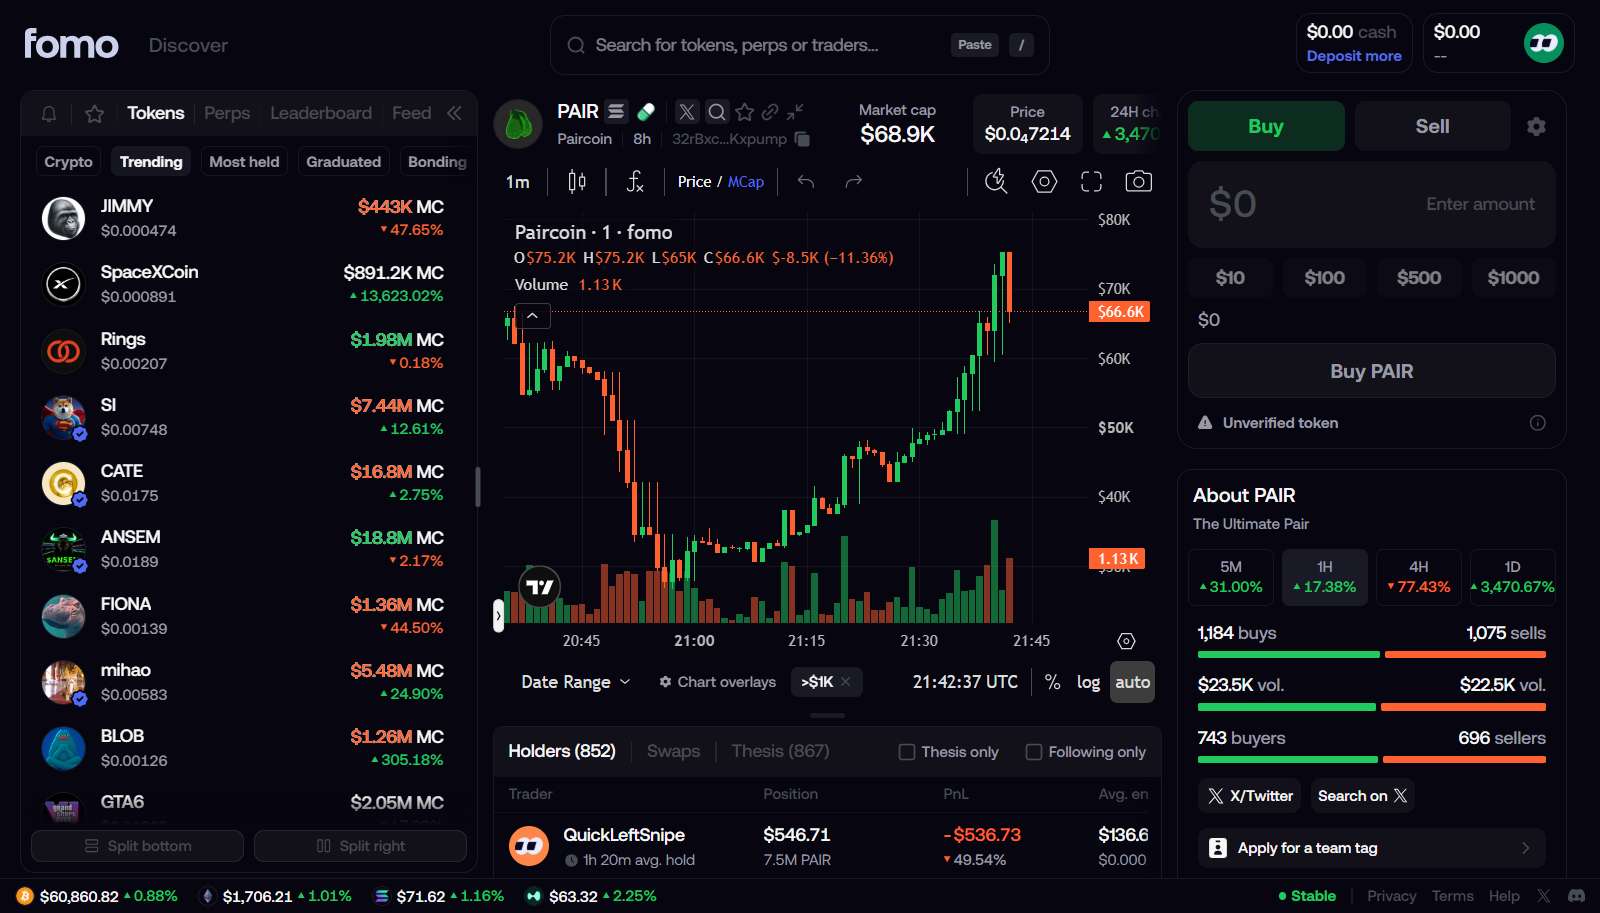 fomo
Discover
Search for tokens, perps or traders...
Paste
/
$0.00 cash
Deposit more
$0.00
--
Tokens
Perps
Leaderboard
Feed
Crypto
Trending
Most held
Graduated
Bonding
JIMMY
$443K MC
$0.000474
47.65%
SpaceXCoin
$891.2K MC
$0.000891
13,623.02%
Rings
$1.98M MC
$0.00207
0.18%
SI
$7.44M MC
$0.00748
12.61%
CATE
$16.8M MC
$0.0175
2.75%
ANSEM
$18.8M MC
$0.0189
2.17%
FIONA
$1.36M MC
$0.00139
44.50%
mihao
$5.48M MC
$0.00583
24.90%
BLOB
$1.26M MC
$0.00126
305.18%
GTA6
$2.05M MC
Split bottom
Split right
PAIR
Paircoin
8h
32rBxc...Kxpump
Market cap
$68.9K
Price
$0.0₄7214
24H ch
3,470
1m
Price / MCap
Paircoin · 1 · fomo
O$75.2K H$75.2K L$65K C$66.6K $-8.5K (−11.36%)
Volume 1.13K
$80K
$70K
$66.6K
$60K
$50K
$40K
1.13K
20:45
21:00
21:15
21:30
21:45
Date Range
Chart overlays
>$1K
21:42:37 UTC
%
log
auto
Holders (852)
Swaps
Thesis (867)
Thesis only
Following only
Trader
Position
PnL
Avg. en
QuickLeftSnipe
$546.71
-$536.73
$136.6
1h 20m avg. hold
7.5M PAIR
49.54%
$0.000
Buy
Sell
$0
Enter amount
$10
$100
$500
$1000
$0
Buy PAIR
Unverified token
About PAIR
The Ultimate Pair
5M
31.00%
1H
17.38%
4H
77.43%
1D
3,470.67%
1,184 buys
1,075 sells
$23.5K vol.
$22.5K vol.
743 buyers
696 sellers
X/Twitter
Search on X
Apply for a team tag
$60,860.82 0.88%
$1,706.21 1.01%
$71.62 1.16%
$63.32 2.25%
Stable
Privacy
Terms
Help